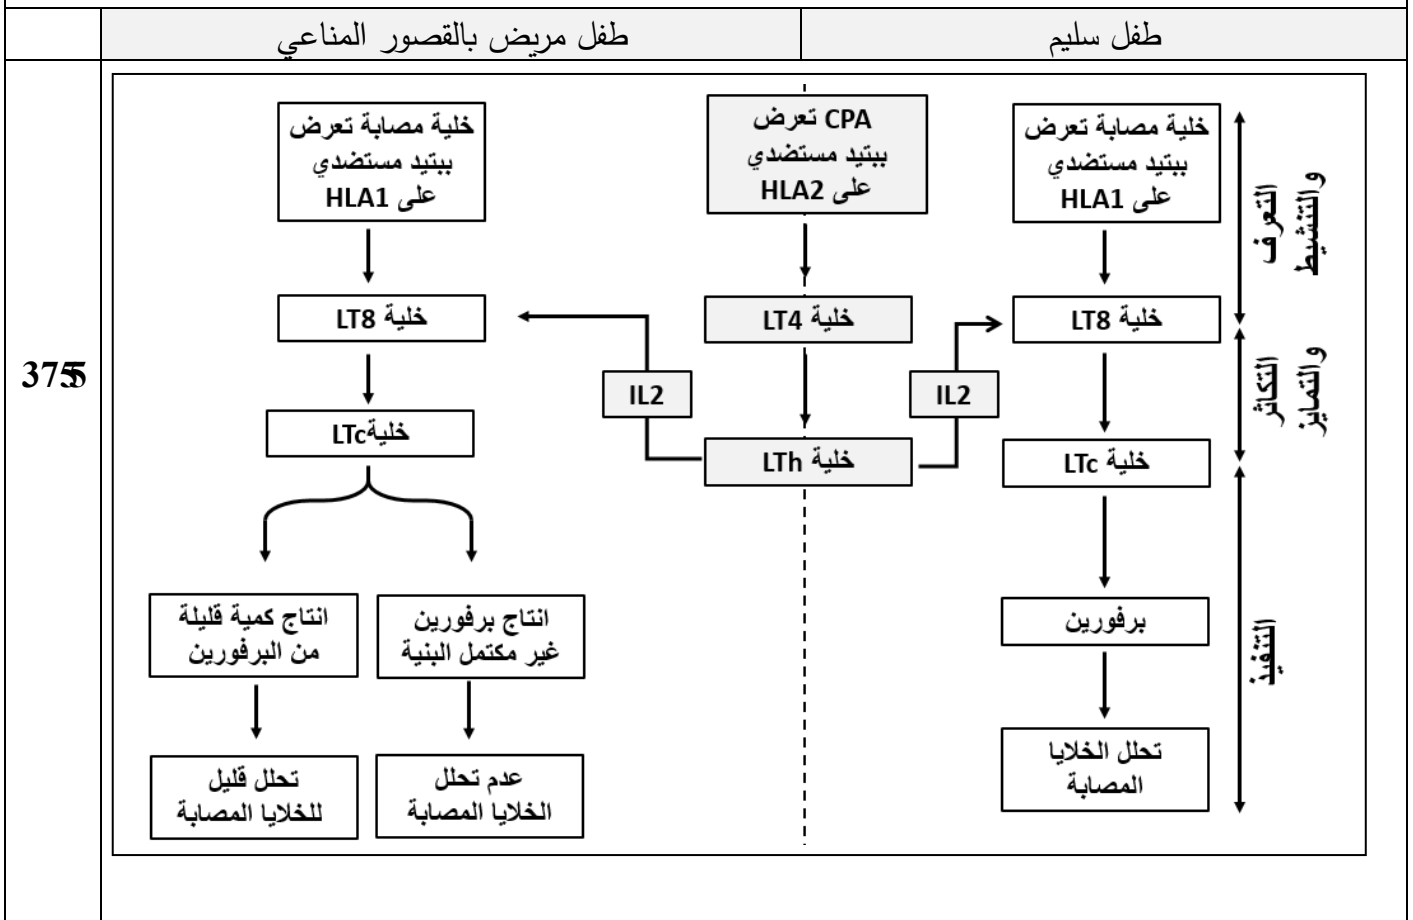 طفل سليم
طفل مريض بالقصور المناعي
خلية مصابة تعرض
ببتيد مستضدي
على HLA1
CPA تعرض
ببتيد مستضدي
على HLA2
خلية مصابة تعرض
ببتيد مستضدي
على HLA1
التعرف
والتنشيط
خلية LT8
خلية LT4
خلية LT8
IL2
IL2
التكاثر
والتمايز
خلية LTc
خلية LTh
خليةLTc
برفورين
انتاج برفورين
غير مكتمل البنية
انتاج كمية قليلة
من البرفورين
التنفيذ
تحلل الخلايا
المصابة
عدم تحلل
الخلايا المصابة
تحلل قليل
للخلايا المصابة